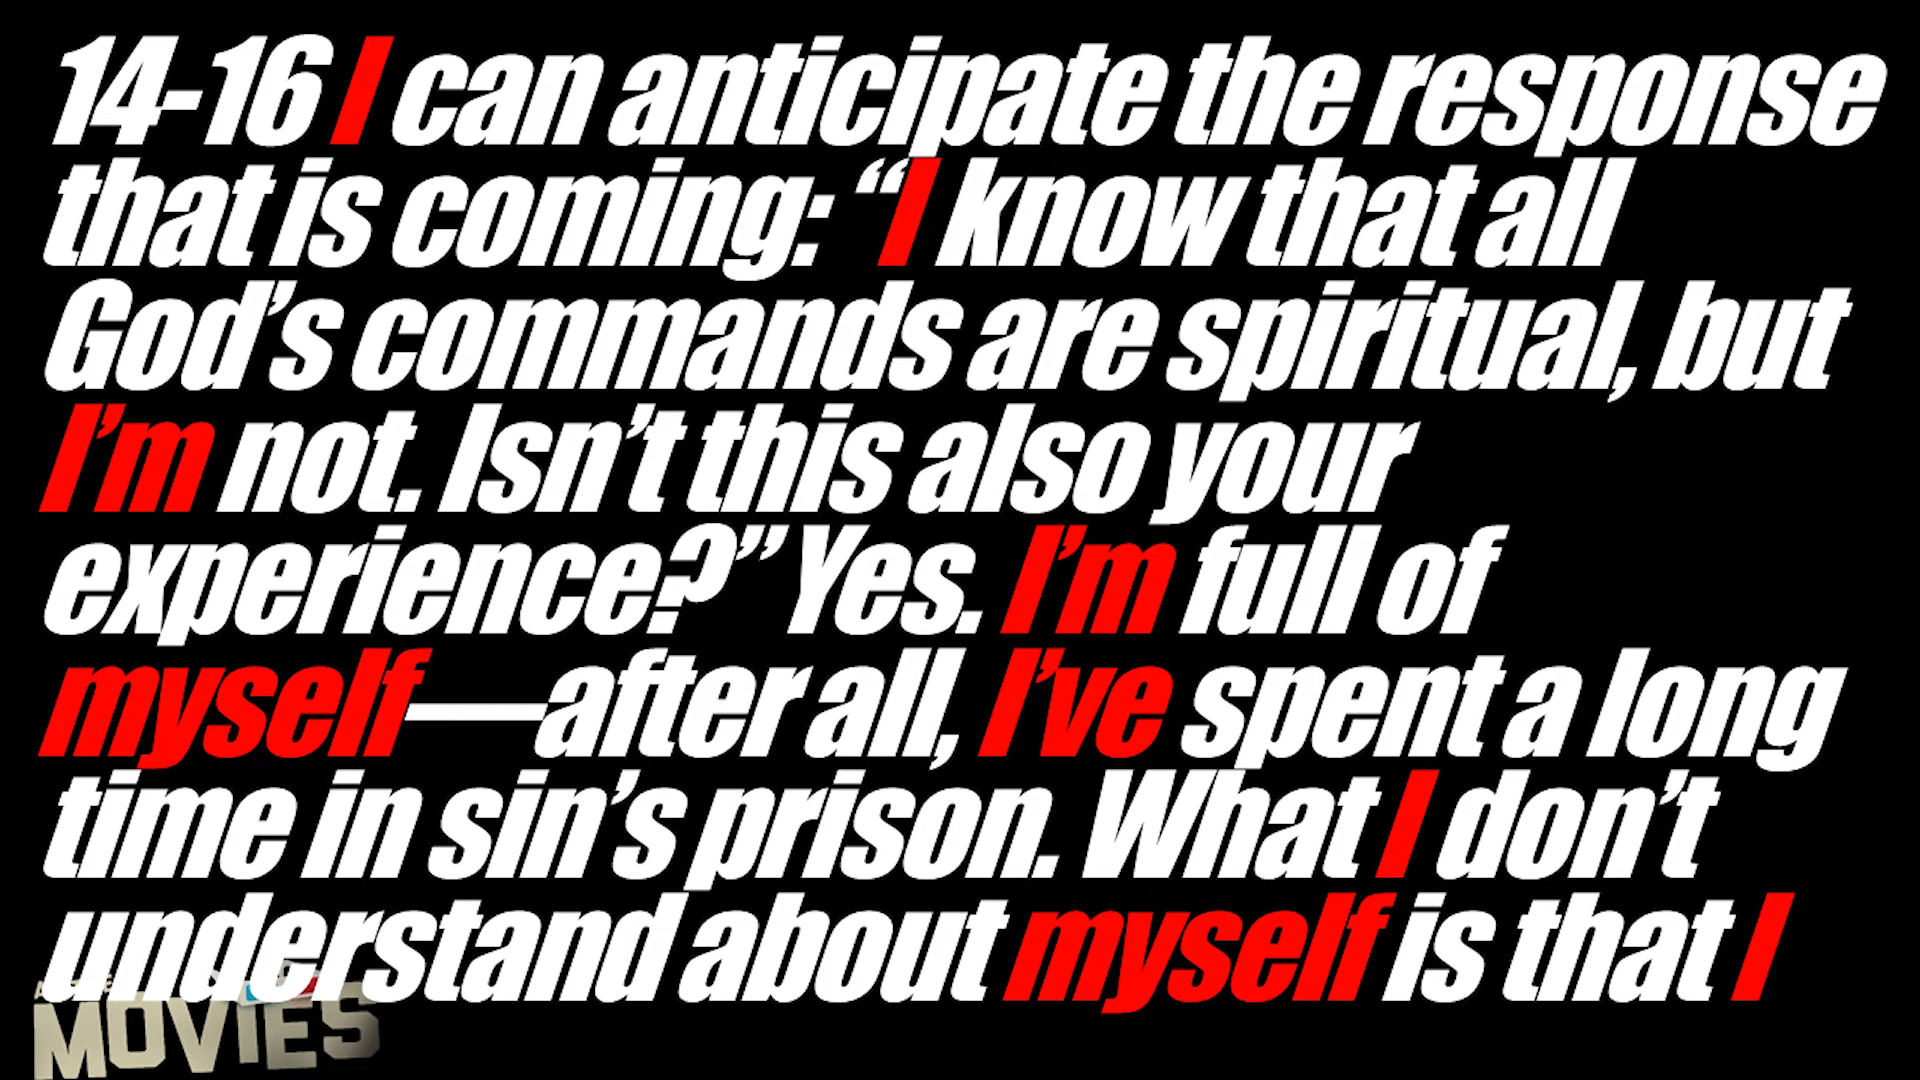 14-16 I can anticipate the response
that is coming: “I know that all
God’s commands are spiritual, but
I’m not. Isn’t this also your
experience?” Yes. I’m full of
myself—after all, I’ve spent a long
time in sin’s prison. What I don’t
understand about myself is that I
MOVIES